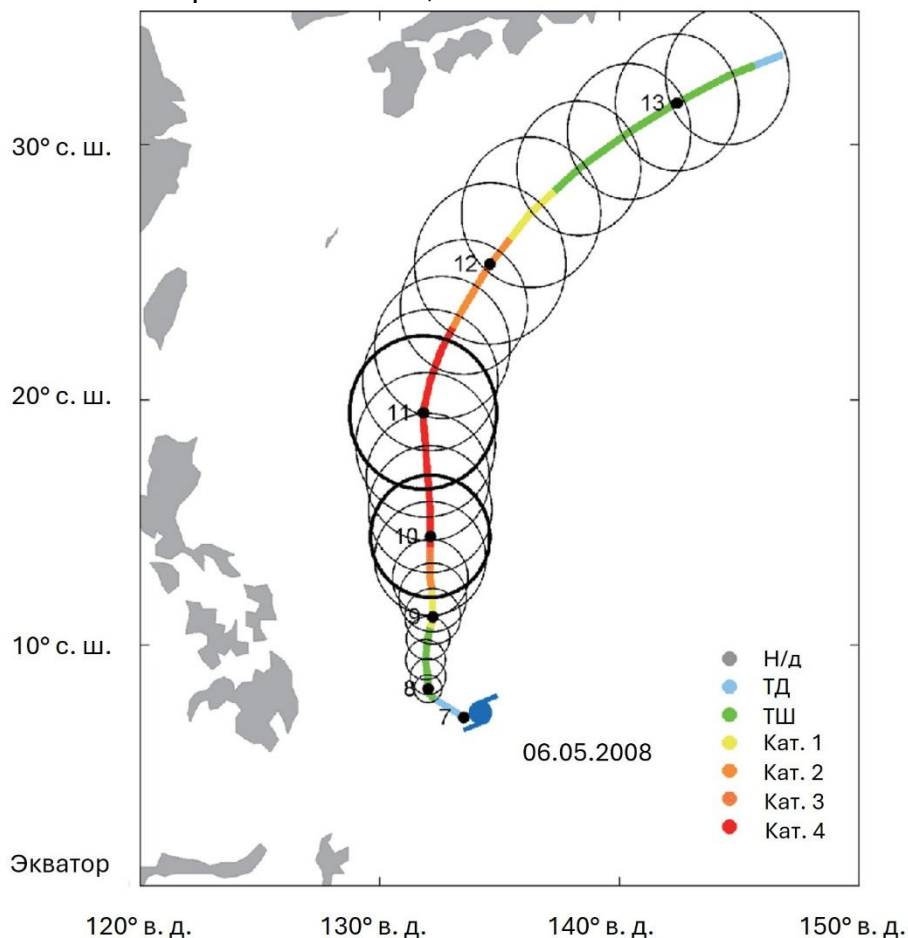 30° с. ш.
20° с. ш.
10° с. ш.
Экватор
120° в. д.
130° в. д.
140° в. д.
150° в. д.
13
12
11
10
9
8
7
06.05.2008
Н/д
ТД
ТШ
Кат. 1
Кат. 2
Кат. 3
Кат. 4